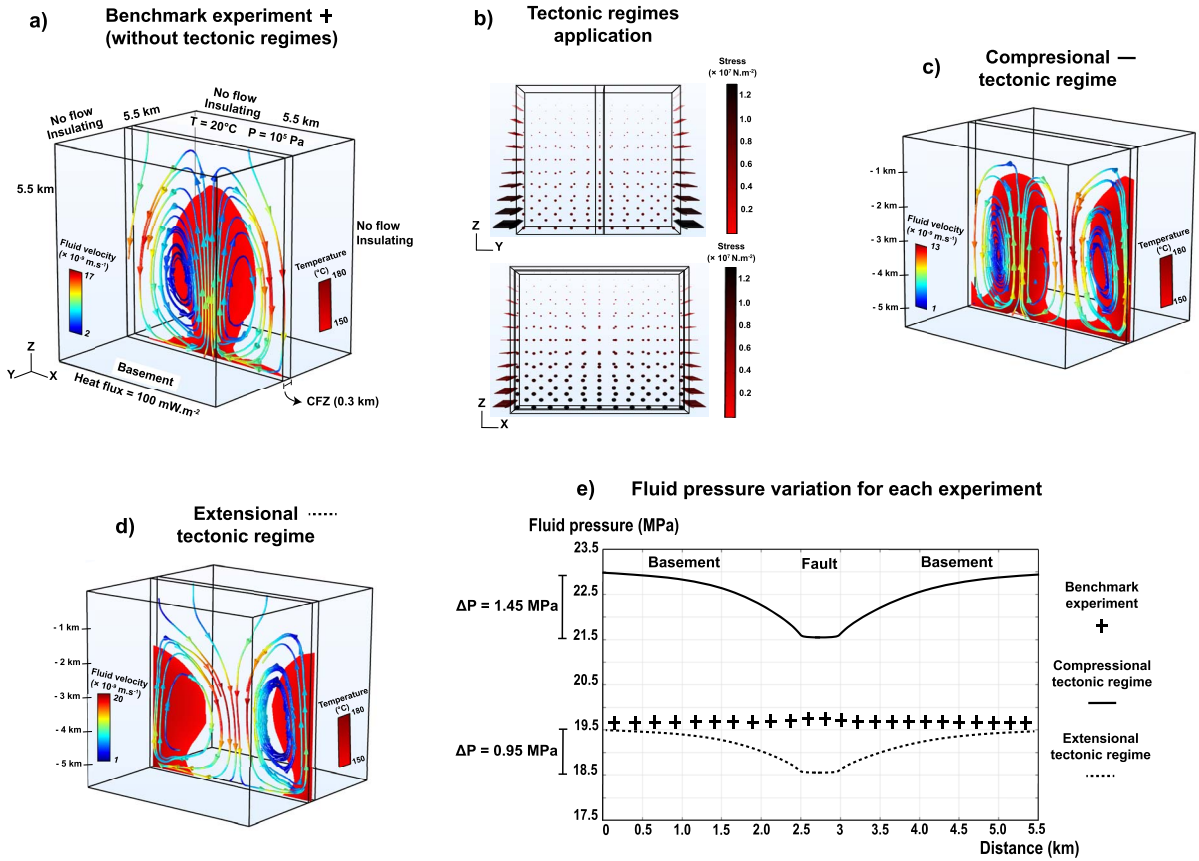 a)
Benchmark experiment +
(without tectonic regimes)
No flow
Insulating
5.5 km
No flow
Insulating
5.5 km
T = 20°C P = 10⁵ Pa
5.5 km
No flow
Insulating
Fluid velocity
(× 10⁻⁹ m.s⁻¹)
17
2
Temperature
(°C)
180
150
Z
Y
X
Basement
Heat flux = 100 mW.m⁻²
CFZ (0.3 km)
b)
Tectonic regimes
application
Stress
(× 10⁷ N.m⁻²)
1.2
1.0
0.8
0.6
0.4
0.2
Z
Y
Stress
(× 10⁷ N.m⁻²)
1.2
1.0
0.8
0.6
0.4
0.2
Z
X
c)
Compresional —
tectonic regime
- 1 km
- 2 km
- 3 km
- 4 km
- 5 km
Fluid velocity
(× 10⁻⁹ m.s⁻¹)
13
1
Temperature
(°C)
180
150
d)
Extensional ······
tectonic regime
- 1 km
- 2 km
- 3 km
- 4 km
- 5 km
Fluid velocity
(× 10⁻⁹ m.s⁻¹)
20
1
Temperature
(°C)
180
150
e)
Fluid pressure variation for each experiment
Fluid pressure (MPa)
23.5
22.5
21.5
20.5
19.5
18.5
17.5
Basement
Fault
Basement
ΔP = 1.45 MPa
ΔP = 0.95 MPa
0 0.5 1.0 1.5 2.0 2.5 3 3.5 4.0 4.5 5.0 5.5
Distance (km)
Benchmark
experiment
+
Compressional
tectonic regime
Extensional
tectonic regime